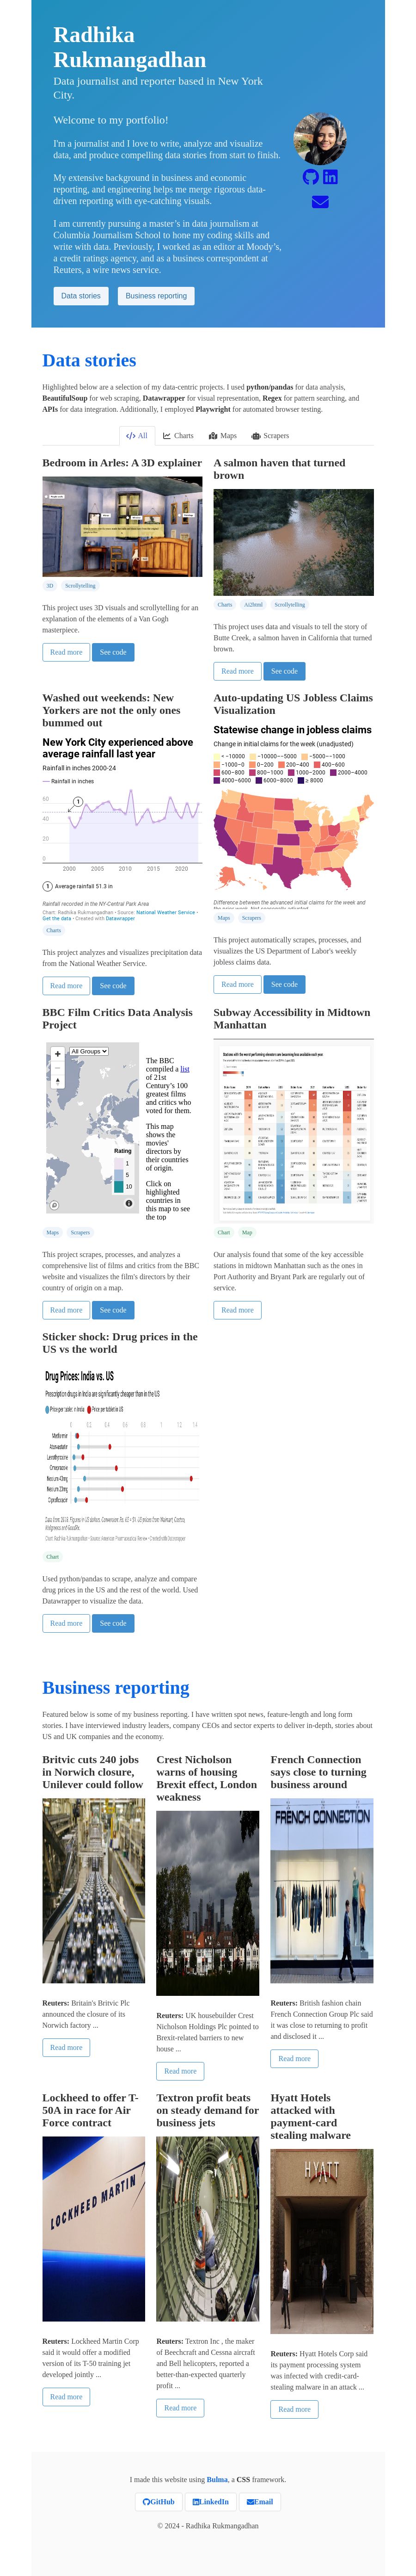 Radhika
Rukmangadhan
Data journalist and reporter based in New York
City.
Welcome to my portfolio!
I'm a journalist and I love to write, analyze and visualize
data, and produce compelling data stories from start to finish.
My extensive background in business and economic
reporting, and engineering helps me merge rigorous data-
driven reporting with eye-catching visuals.
I am currently pursuing a master’s in data journalism at
Columbia Journalism School to hone my coding skills and
write with data. Previously, I worked as an editor at Moody’s,
a credit ratings agency, and as a business correspondent at
Reuters, a wire news service.
Data stories
Business reporting
Data stories
Highlighted below are a selection of my data-centric projects. I used python/pandas for data analysis,
BeautifulSoup for web scraping, Datawrapper for visual representation, Regex for pattern searching, and
APIs for data integration. Additionally, I employed Playwright for automated browser testing.
All
Charts
Maps
Scrapers
Bedroom in Arles: A 3D explainer
3D
Scrollytelling
This project uses 3D visuals and scrollytelling for an
explanation of the elements of a Van Gogh
masterpiece.
Read more
See code
A salmon haven that turned
brown
Charts
Ai2html
Scrollytelling
This project uses data and visuals to tell the story of
Butte Creek, a salmon haven in California that turned
brown.
Read more
See code
Washed out weekends: New
Yorkers are not the only ones
bummed out
New York City experienced above
average rainfall last year
Rainfall in inches 2000-24
Rainfall in inches
60
40
20
0
1
2000
2005
2010
2015
2020
1 Average rainfall 51.3 in
Rainfall recorded in the NY-Central Park Area
Chart: Radhika Rukmangadhan • Source: National Weather Service •
Get the data • Created with Datawrapper
Charts
This project analyzes and visualizes precipitation data
from the National Weather Service.
Read more
See code
Auto-updating US Jobless Claims
Visualization
Statewise change in jobless claims
Change in initial claims for the week (unadjusted)
< −10000
−10000–−5000
−5000–−1000
−1000–0
0–200
200–400
400–600
600–800
800–1000
1000–2000
2000–4000
4000–6000
6000–8000
≥ 8000
Difference between the advanced initial claims for the week and
Maps
Scrapers
This project automatically scrapes, processes, and
visualizes the US Department of Labor's weekly
jobless claims data.
Read more
See code
BBC Film Critics Data Analysis
Project
All Groups
The BBC
compiled a list
of 21st
Century’s 100
greatest films
and critics who
voted for them.
This map
shows the
movies’
directors by
their countries
of origin.
Click on
highlighted
countries in
this map to see
the top
Rating
1
5
10
Maps
Scrapers
This project scrapes, processes, and analyzes a
comprehensive list of films and critics from the BBC
website and visualizes the film's directors by their
country of origin on a map.
Read more
See code
Subway Accessibility in Midtown
Manhattan
Chart
Map
Our analysis found that some of the key accessible
stations in midtown Manhattan such as the ones in
Port Authority and Bryant Park are regularly out of
service.
Read more
Sticker shock: Drug prices in the
US vs the world
Drug Prices: India vs. US
Prescription drugs in India are significantly cheaper than in the US
Price per tablet in India
Price per tablet in US
0
0.2
0.4
0.6
0.8
1
1.2
1.4
Metformin
Atorvastatin
Levothyroxine
Omeprazole
Ciprofloxacin
Chart
Used python/pandas to scrape, analyze and compare
drug prices in the US and the rest of the world. Used
Datawrapper to visualize the data.
Read more
See code
Business reporting
Featured below is some of my business reporting. I have written spot news, feature-length and long form
stories. I have interviewed industry leaders, company CEOs and sector experts to deliver in-depth, stories about
US and UK companies and the economy.
Britvic cuts 240 jobs
in Norwich closure,
Unilever could follow
Reuters: Britain's Britvic Plc
announced the closure of its
Norwich factory ...
Read more
Crest Nicholson
warns of housing
Brexit effect, London
weakness
Reuters: UK housebuilder Crest
Nicholson Holdings Plc pointed to
Brexit-related barriers to new
house ...
Read more
French Connection
says close to turning
business around
FRENCH CONNECTION
Reuters: British fashion chain
French Connection Group Plc said
it was close to returning to profit
and disclosed it ...
Read more
Lockheed to offer T-
50A in race for Air
Force contract
LOCKHEED MARTIN
Reuters: Lockheed Martin Corp
said it would offer a modified
version of its T-50 training jet
developed jointly ...
Read more
Textron profit beats
on steady demand for
business jets
Reuters: Textron Inc , the maker
of Beechcraft and Cessna aircraft
and Bell helicopters, reported a
better-than-expected quarterly
profit ...
Read more
Hyatt Hotels
attacked with
payment-card
stealing malware
HYATT
Reuters: Hyatt Hotels Corp said
its payment processing system
was infected with credit-card-
stealing malware in an attack ...
Read more
I made this website using Bulma, a CSS framework.
GitHub
LinkedIn
Email
© 2024 - Radhika Rukmangadhan